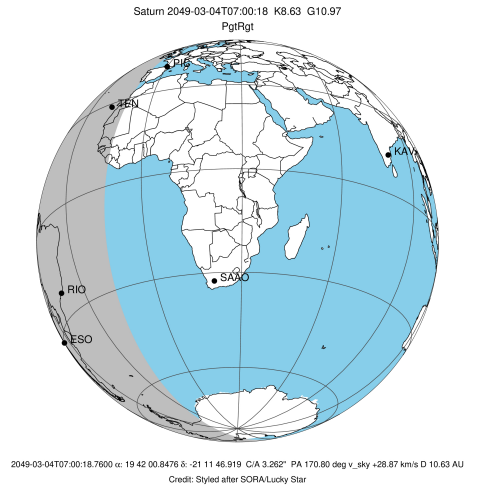 Saturn 2049-03-04T07:00:18 K8.63 G10.97
PgtRgt
PIC
TEN
KAV
SAAO
RIO
ESO
2049-03-04T07:00:18.7600 α: 19 42 00.8476 δ: -21 11 46.919 C/A 3.262" PA 170.80 deg v_sky +28.87 km/s D 10.63 AU
Credit: Styled after SORA/Lucky Star